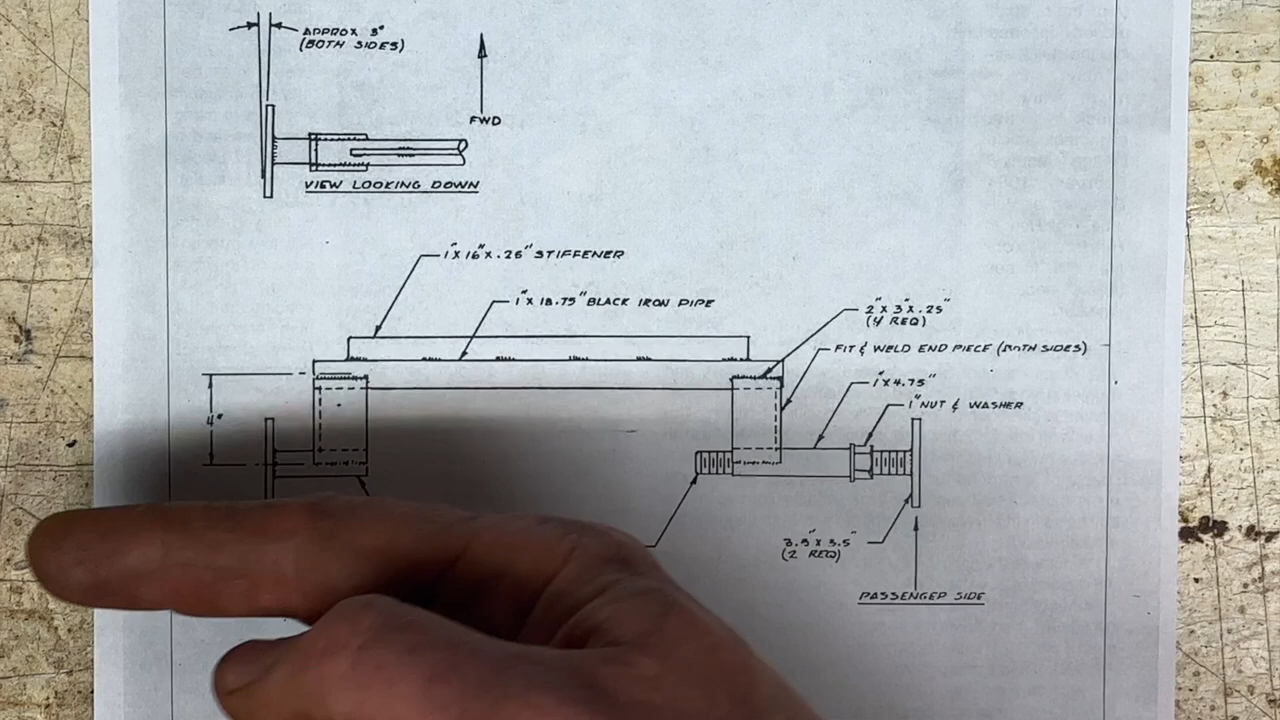 APPROX 3°
(BOTH SIDES)
FWD
VIEW LOOKING DOWN
1" X 16" X .25" STIFFENER
1" X 18.75" BLACK IRON PIPE
2" X 3" X .25"
(4 REQ)
FIT & WELD END PIECE (BOTH SIDES)
1" X 4.75"
1" NUT & WASHER
4"
3.5" X 3.5"
(2 REQ)
PASSENGER SIDE